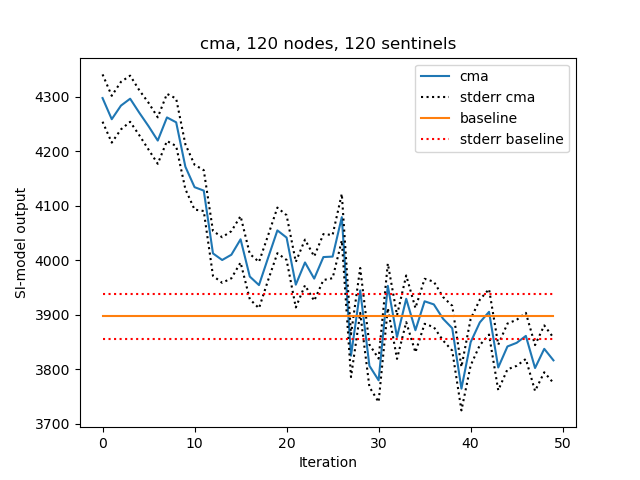 cma, 120 nodes, 120 sentinels
cma
stderr cma
baseline
stderr baseline
SI-model output
4300
4200
4100
4000
3900
3800
3700
0 10 20 30 40 50
Iteration